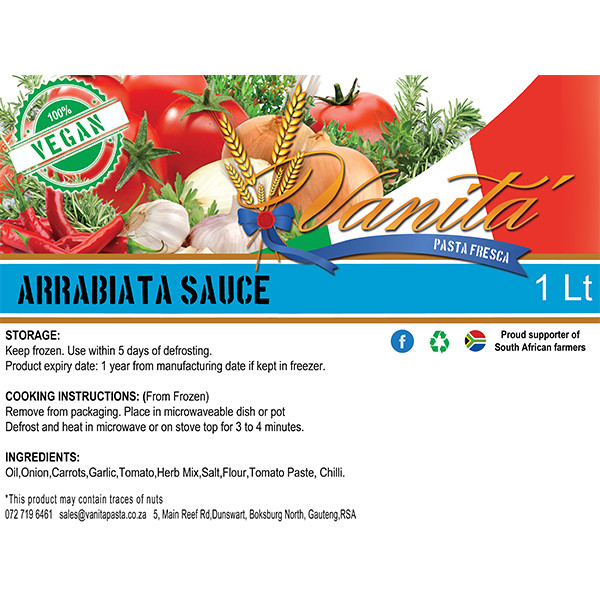 100%
VEGAN
Vanitá
PASTA FRESCA
ARRABIATA SAUCE
1 Lt
STORAGE:
Keep frozen. Use within 5 days of defrosting.
Product expiry date: 1 year from manufacturing date if kept in freezer.
f
Proud supporter of
South African farmers
COOKING INSTRUCTIONS: (From Frozen)
Remove from packaging. Place in microwaveable dish or pot
Defrost and heat in microwave or on stove top for 3 to 4 minutes.
INGREDIENTS:
Oil,Onion,Carrots,Garlic,Tomato,Herb Mix,Salt,Flour,Tomato Paste, Chilli.
*This product may contain traces of nuts
072 719 6461 sales@vanitapasta.co.za 5, Main Reef Rd,Dunswart, Boksburg North, Gauteng,RSA